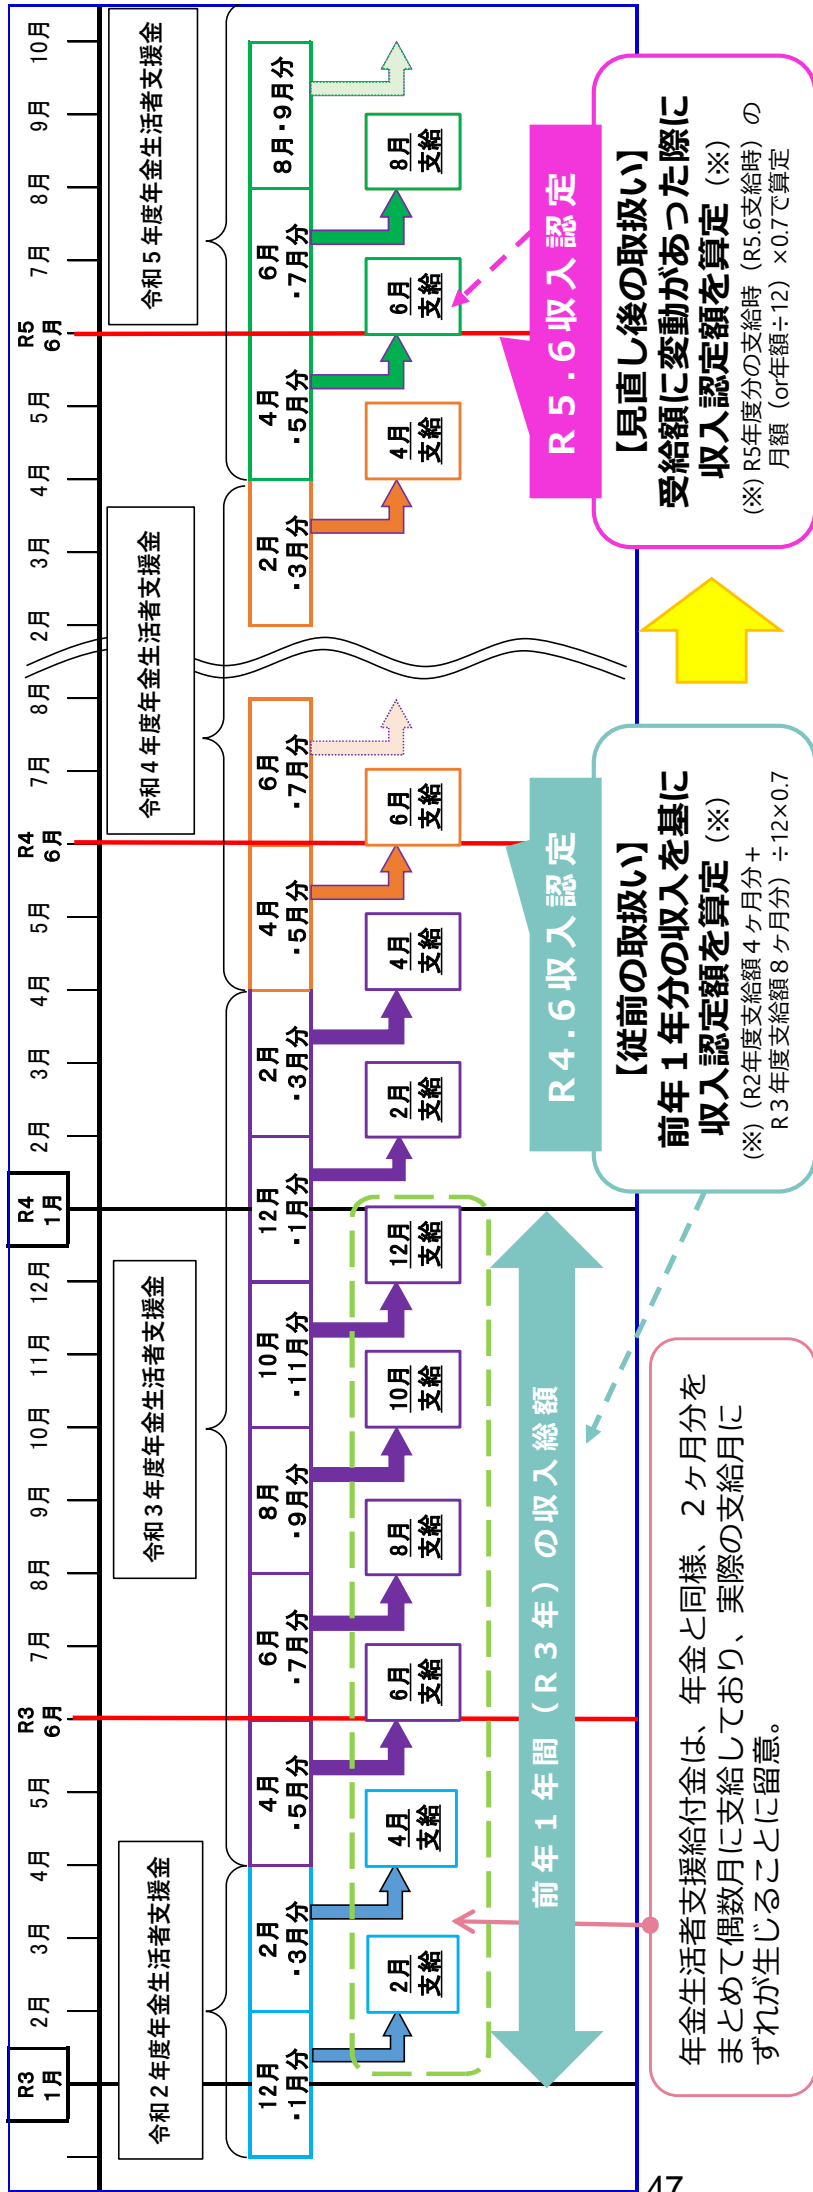 R3
1月
2月
3月
4月
5月
R3
6月
7月
8月
9月
10月
11月
12月
R4
1月
2月
3月
4月
5月
R4
6月
7月
8月
2月
3月
4月
5月
R5
6月
7月
8月
9月
10月
令和２年度年金生活者支援金
令和３年度年金生活者支援金
令和４年度年金生活者支援金
令和５年度年金生活者支援金
12月
・1月分
2月
・3月分
4月
・5月分
6月
・7月分
8月
・9月分
10月
・11月分
12月
・1月分
2月
・3月分
4月
・5月分
6月
・7月分
2月
・3月分
4月
・5月分
6月
・7月分
8月・9月分
2月
支給
4月
支給
6月
支給
8月
支給
10月
支給
12月
支給
2月
支給
4月
支給
6月
支給
4月
支給
6月
支給
8月
支給
前年１年間（Ｒ３年）の収入総額
Ｒ４.６収入認定
Ｒ５.６収入認定
年金生活者支援給付金は、年金と同様、２ヶ月分を
まとめて偶数月に支給しており、実際の支給月に
ずれが生じることに留意。
【従前の取扱い】
前年１年分の収入を基に
収入認定額を算定（※）
（※）（R2年度支給額４ヶ月分＋
Ｒ３年度支給額８ヶ月分）÷12×0.7
【見直し後の取扱い】
受給額に変動があった際に
収入認定額を算定（※）
（※）R5年度分の支給時（R5.6支給時）の
月額（or年額÷12）×0.7で算定
47